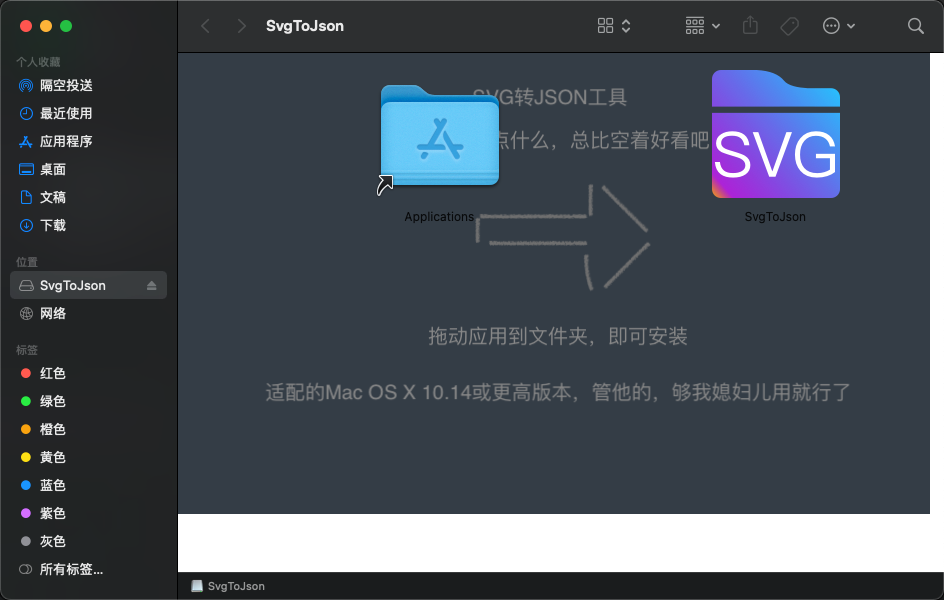 SvgToJson
个人收藏
隔空投送
最近使用
应用程序
桌面
文稿
下载
位置
SvgToJson
网络
标签
红色
绿色
橙色
黄色
蓝色
紫色
灰色
所有标签...
SVG转JSON工具
点什么，总比空着好看吧
SVG
Applications
SvgToJson
拖动应用到文件夹，即可安装
适配的Mac OS X 10.14或更高版本，管他的，够我媳妇儿用就行了
SvgToJson